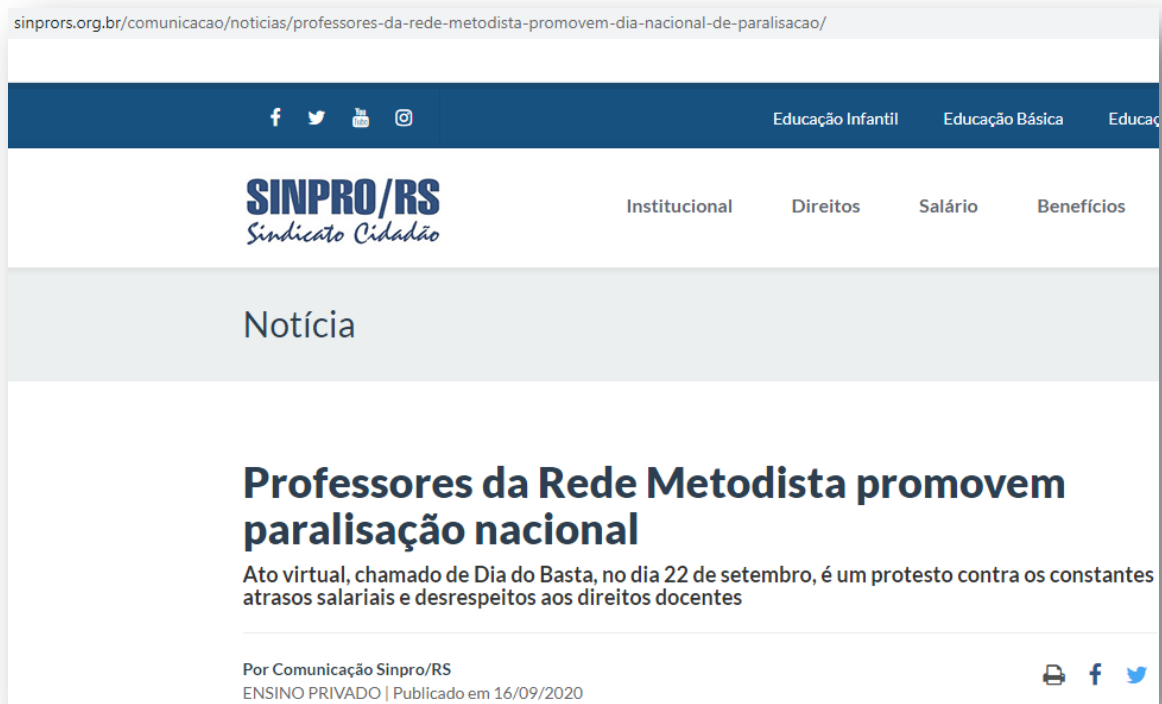 sinprors.org.br/comunicacao/noticias/professores-da-rede-metodista-promovem-dia-nacional-de-paralisacao/
You Tube
Educação Infantil Educação Básica Educaç
SINPRO/RS
Sindicato Cidadão
Institucional Direitos Salário Benefícios
Notícia
Professores da Rede Metodista promovem
paralisação nacional
Ato virtual, chamado de Dia do Basta, no dia 22 de setembro, é um protesto contra os constantes
atrasos salariais e desrespeitos aos direitos docentes
Por Comunicação Sinpro/RS
ENSINO PRIVADO | Publicado em 16/09/2020